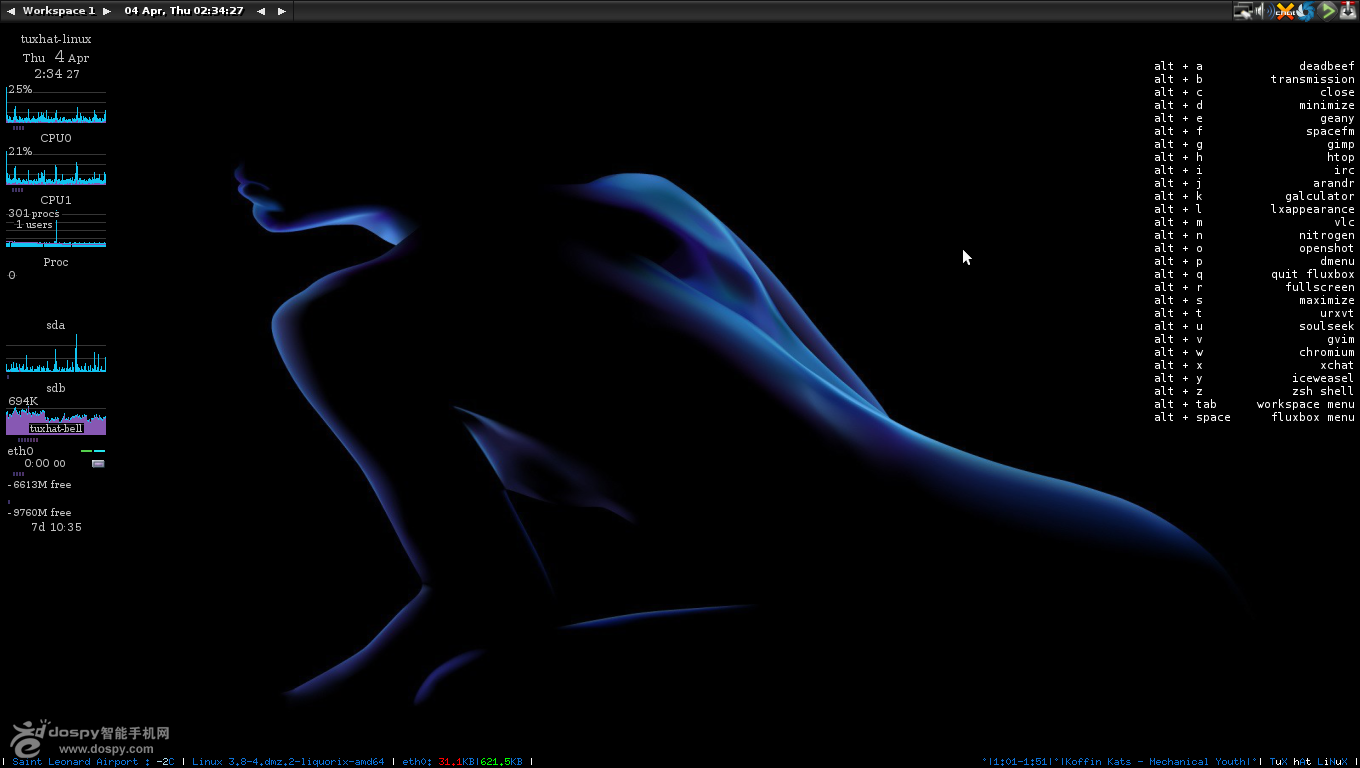 Workspace 1 04 Apr, Thu 02:34:27
tuxhat-linux
Thu 4 Apr
2:34 27
25%
CPU0
21%
CPU1
301 procs
1 users
Proc
0
sda
sdb
694K
tuxhat-bell
eth0
0:00 00
-6613M free
-9760M free
7d 10:35
alt + a deadbeef
alt + b transmission
alt + c close
alt + d minimize
alt + e geany
alt + f spacefm
alt + g gimp
alt + h htop
alt + i irc
alt + j arandr
alt + k galculator
alt + l lxappearance
alt + m vlc
alt + n nitrogen
alt + o openshot
alt + p dmenu
alt + q quit fluxbox
alt + r fullscreen
alt + s maximize
alt + t urxvt
alt + u soulseek
alt + v gvim
alt + w chromium
alt + x xchat
alt + y iceweasel
alt + z zsh shell
alt + tab workspace menu
alt + space fluxbox menu
dospy智能手机网
www.dospy.com
| Saint Leonard Airport : -2C | Linux 3.8-4.dmz.2-liquorix-amd64 | eth0: 31.1KB|621.5KB |
°|1:01-1:51|°|Koffin Kats - Mechanical Youth|°| TuX hAt LiNuX |